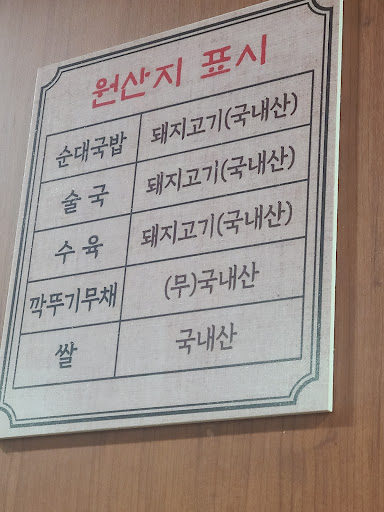 원산지 표시
순대국밥 돼지고기(국내산)
술국 돼지고기(국내산)
수육 돼지고기(국내산)
깍뚜기무채 (무)국내산
쌀 국내산